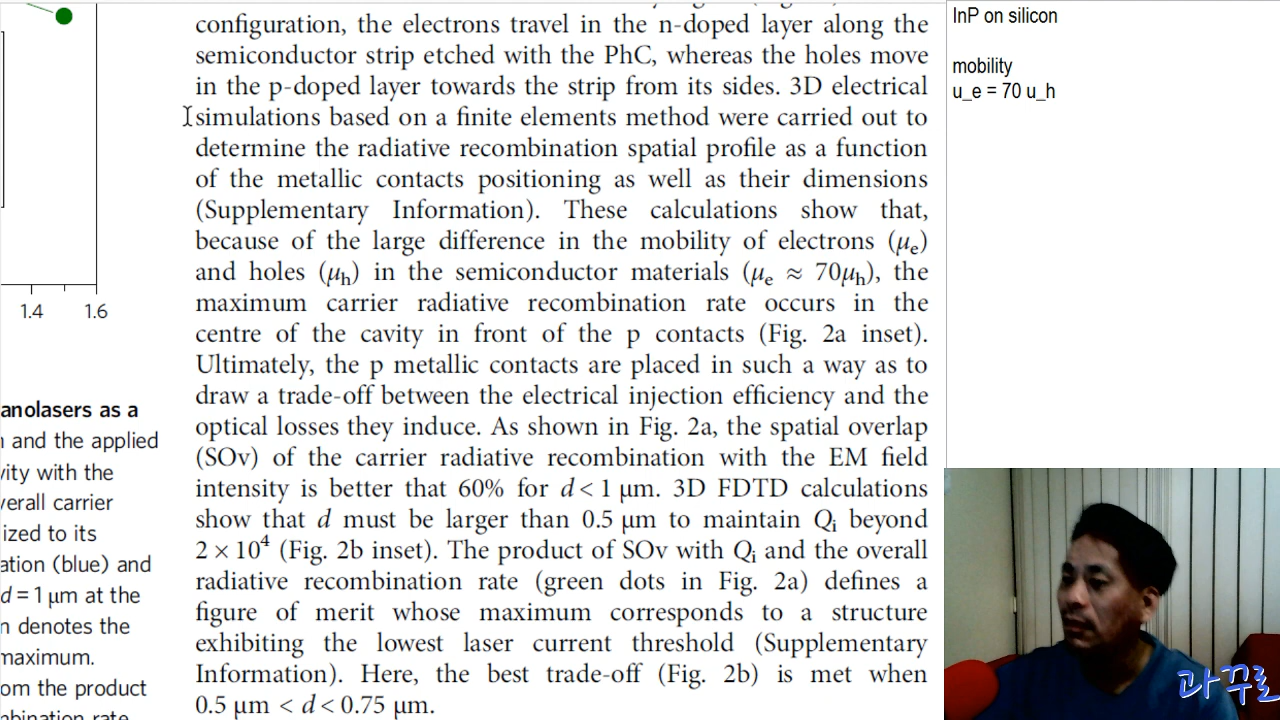 configuration, the electrons travel in the n-doped layer along the
semiconductor strip etched with the PhC, whereas the holes move
in the p-doped layer towards the strip from its sides. 3D electrical
simulations based on a finite elements method were carried out to
determine the radiative recombination spatial profile as a function
of the metallic contacts positioning as well as their dimensions
(Supplementary Information). These calculations show that,
because of the large difference in the mobility of electrons (μe)
and holes (μh) in the semiconductor materials (μe ≈ 70μh), the
maximum carrier radiative recombination rate occurs in the
centre of the cavity in front of the p contacts (Fig. 2a inset).
Ultimately, the p metallic contacts are placed in such a way as to
draw a trade-off between the electrical injection efficiency and the
optical losses they induce. As shown in Fig. 2a, the spatial overlap
(SOv) of the carrier radiative recombination with the EM field
intensity is better that 60% for d < 1 μm. 3D FDTD calculations
show that d must be larger than 0.5 μm to maintain Qi beyond
2 × 10⁴ (Fig. 2b inset). The product of SOv with Qi and the overall
radiative recombination rate (green dots in Fig. 2a) defines a
figure of merit whose maximum corresponds to a structure
exhibiting the lowest laser current threshold (Supplementary
Information). Here, the best trade-off (Fig. 2b) is met when
0.5 μm < d < 0.75 μm.
1.4 1.6
anolasers as a
and the applied
vity with the
verall carrier
ized to its
ation (blue) and
d = 1 μm at the
n denotes the
maximum.
om the product
InP on silicon
mobility
u_e = 70 u_h
과꾸로